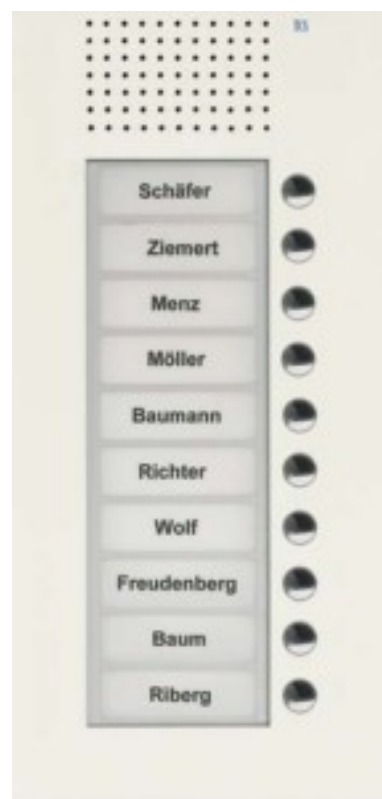 Schäfer
Ziemert
Menz
Möller
Baumann
Richter
Wolf
Freudenberg
Baum
Riberg